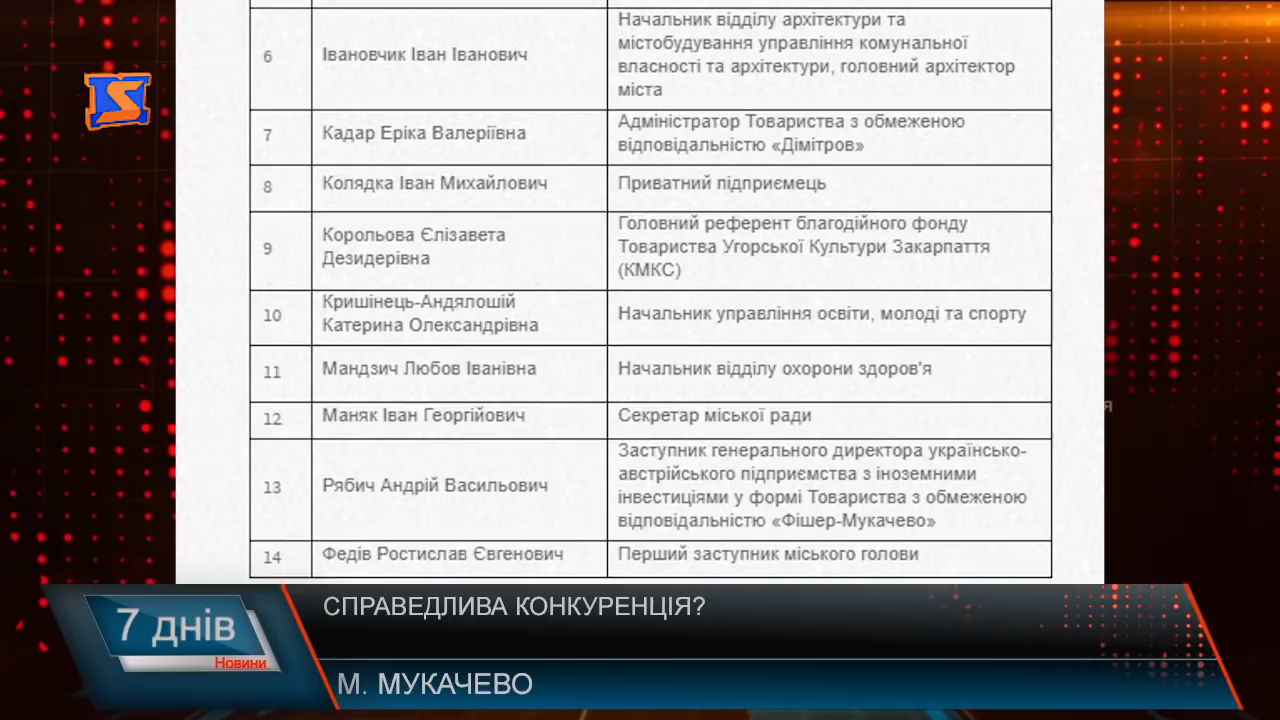 6
Івановчик Іван Іванович
Начальник відділу архітектури та
містобудування управління комунальної
власності та архітектури, головний архітектор
міста
7
Кадар Еріка Валеріївна
Адміністратор Товариства з обмеженою
відповідальністю «Дімітров»
8
Колядка Іван Михайлович
Приватний підприємець
9
Корольова Єлізавета
Дезидерівна
Головний референт благодійного фонду
Товариства Угорської Культури Закарпаття
(КМКС)
10
Кришінець-Андялошій
Катерина Олександрівна
Начальник управління освіти, молоді та спорту
11
Мандзич Любов Іванівна
Начальник відділу охорони здоров'я
12
Маняк Іван Георгійович
Секретар міської ради
13
Рябич Андрій Васильович
Заступник генерального директора українсько-
австрійського підприємства з іноземними
інвестиціями у формі Товариства з обмеженою
відповідальністю «Фішер-Мукачево»
14
Федів Ростислав Євгенович
Перший заступник міського голови
7 днів
Новини
СПРАВЕДЛИВА КОНКУРЕНЦІЯ?
М. МУКАЧЕВО